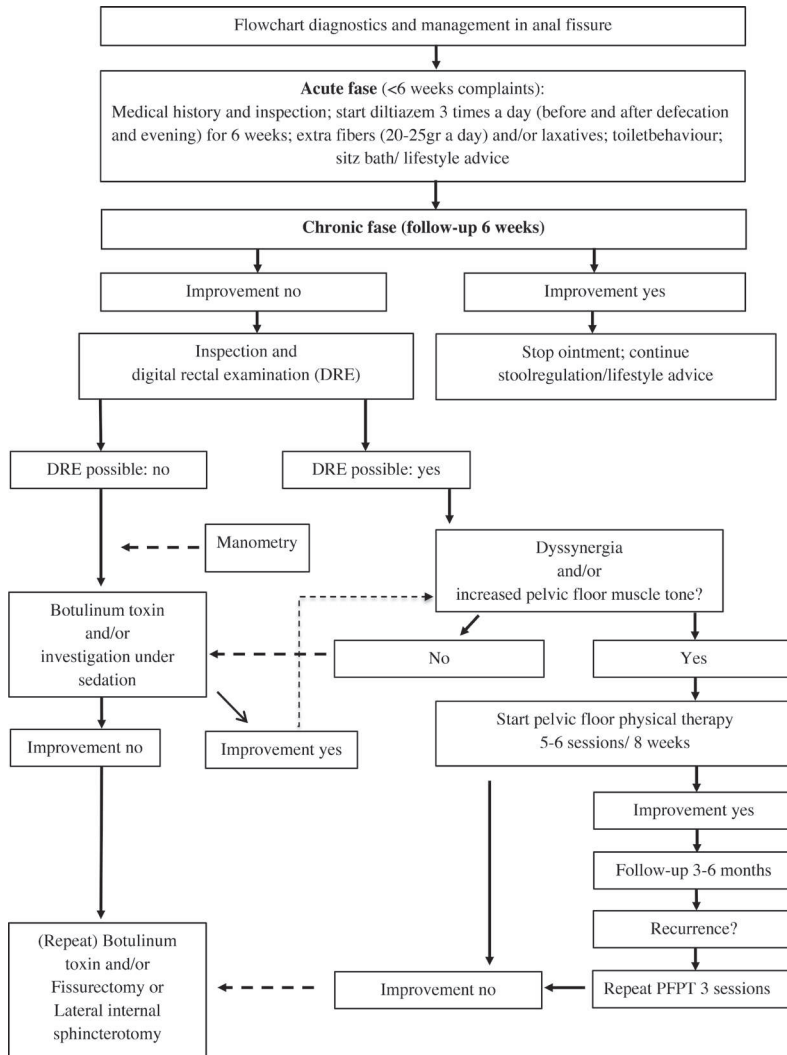 Flowchart diagnostics and management in anal fissure
Acute fase (<6 weeks complaints):
Medical history and inspection; start diltiazem 3 times a day (before and after defecation
and evening) for 6 weeks; extra fibers (20-25gr a day) and/or laxatives; toiletbehaviour;
sitz bath/ lifestyle advice
Chronic fase (follow-up 6 weeks)
Improvement no
Improvement yes
Inspection and
digital rectal examination (DRE)
Stop ointment; continue
stoolregulation/lifestyle advice
DRE possible: no
DRE possible: yes
Manometry
Dyssynergia
and/or
increased pelvic floor muscle tone?
Botulinum toxin
and/or
investigation under
sedation
No
Yes
Improvement no
Improvement yes
Start pelvic floor physical therapy
5-6 sessions/ 8 weeks
Improvement yes
Follow-up 3-6 months
Recurrence?
Repeat PFPT 3 sessions
Improvement no
(Repeat) Botulinum
toxin and/or
Fissurectomy or
Lateral internal
sphincterotomy